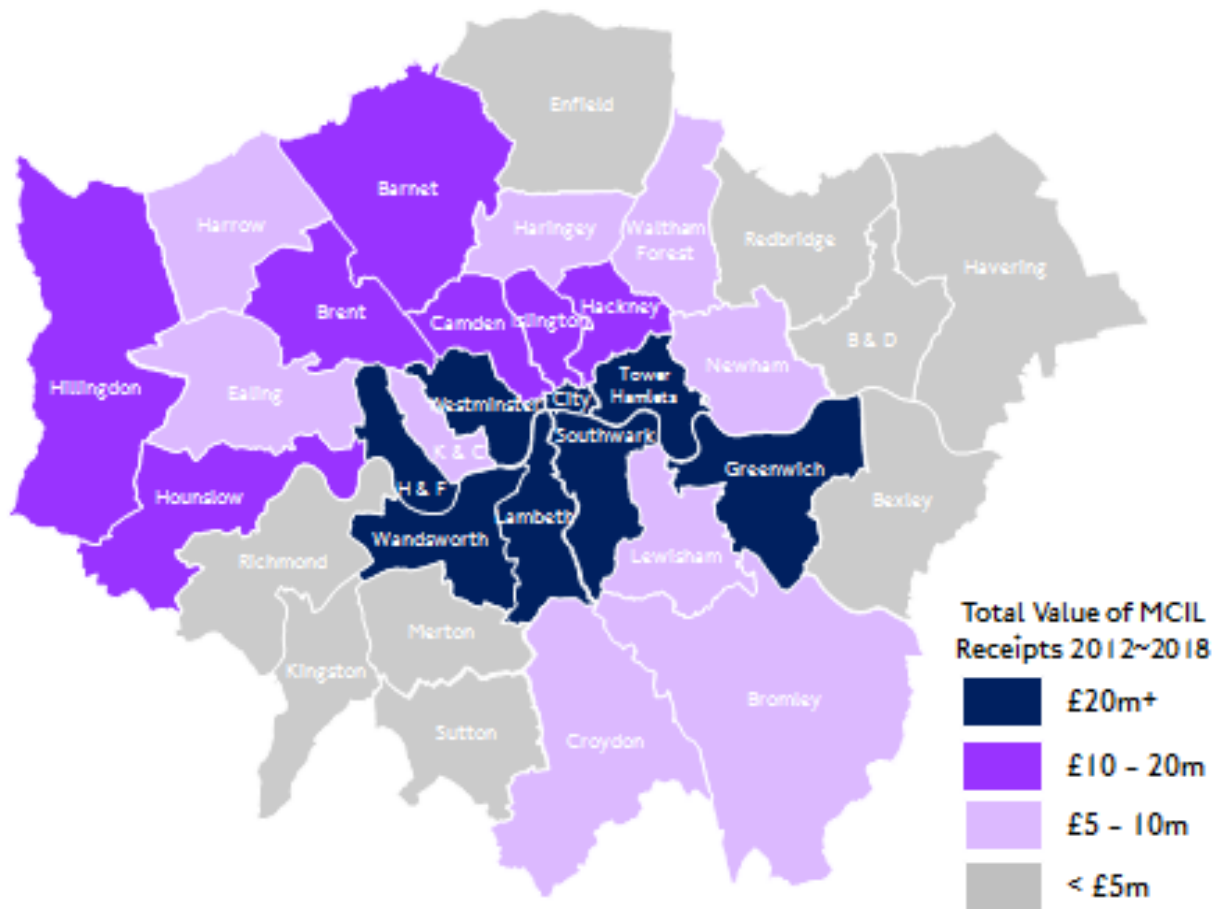 Enfield
Barnet
Harrow
Haringey
Waltham
Forest
Redbridge
Havering
Brent
Camden
Islington
Hackney
B & D
Hillingdon
Ealing
Westminster
City
Tower
Hamlets
Newham
K & C
Southwark
Greenwich
Hounslow
H & F
Lambeth
Bexley
Wandsworth
Richmond
Lewisham
Merton
Kingston
Sutton
Croydon
Bromley
Total Value of MCIL
Receipts 2012~2018
£20m+
£10 - 20m
£5 - 10m
< £5m